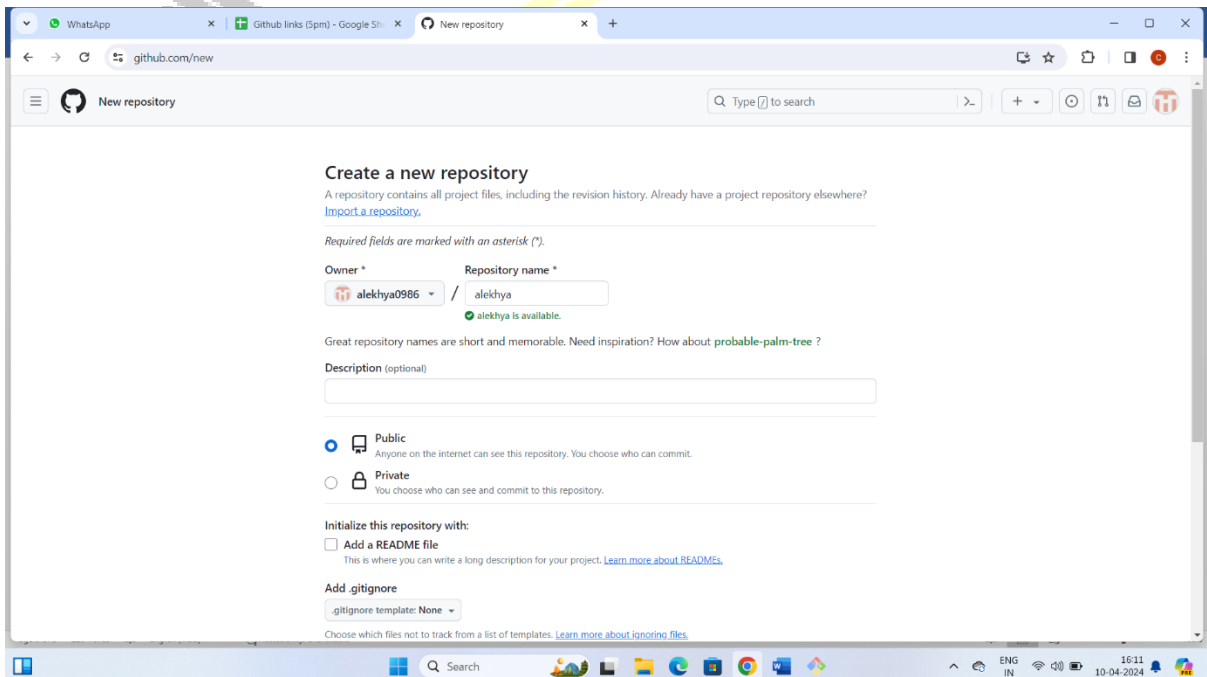 WhatsApp
Github links (5pm) - Google Sh
New repository
github.com/new
C
New repository
Type / to search
Create a new repository
A repository contains all project files, including the revision history. Already have a project repository elsewhere?
Import a repository.
Required fields are marked with an asterisk (*).
Owner * Repository name *
alekhya0986 / alekhya
alekhya is available.
Great repository names are short and memorable. Need inspiration? How about probable-palm-tree ?
Description (optional)
Public
Anyone on the internet can see this repository. You choose who can commit.
Private
You choose who can see and commit to this repository.
Initialize this repository with:
Add a README file
This is where you can write a long description for your project. Learn more about READMEs.
Add .gitignore
.gitignore template: None
Choose which files not to track from a list of templates. Learn more about ignoring files.
Search
ENG
IN
16:11
10-04-2024
PRE